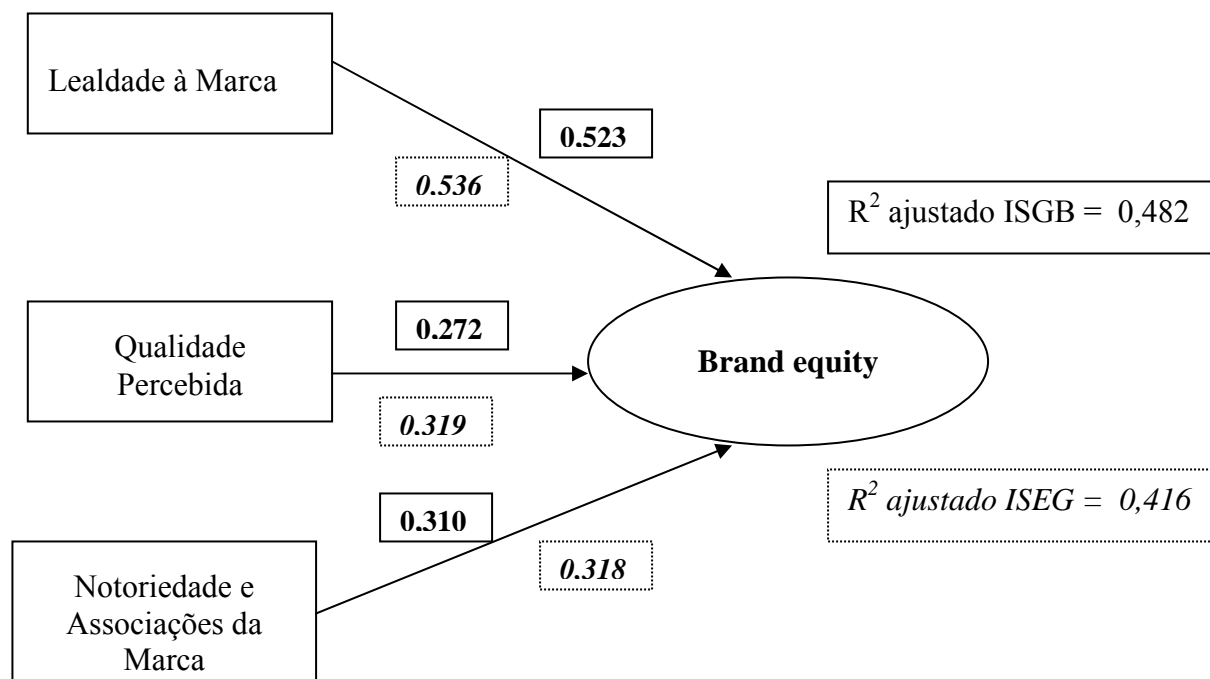 Lealdade à Marca
0.523
0.536
R² ajustado ISGB = 0,482
Qualidade
Percebida
0.272
0.319
Brand equity
0.310
0.318
R² ajustado ISEG = 0,416
Notoriedade e
Associações da
Marca